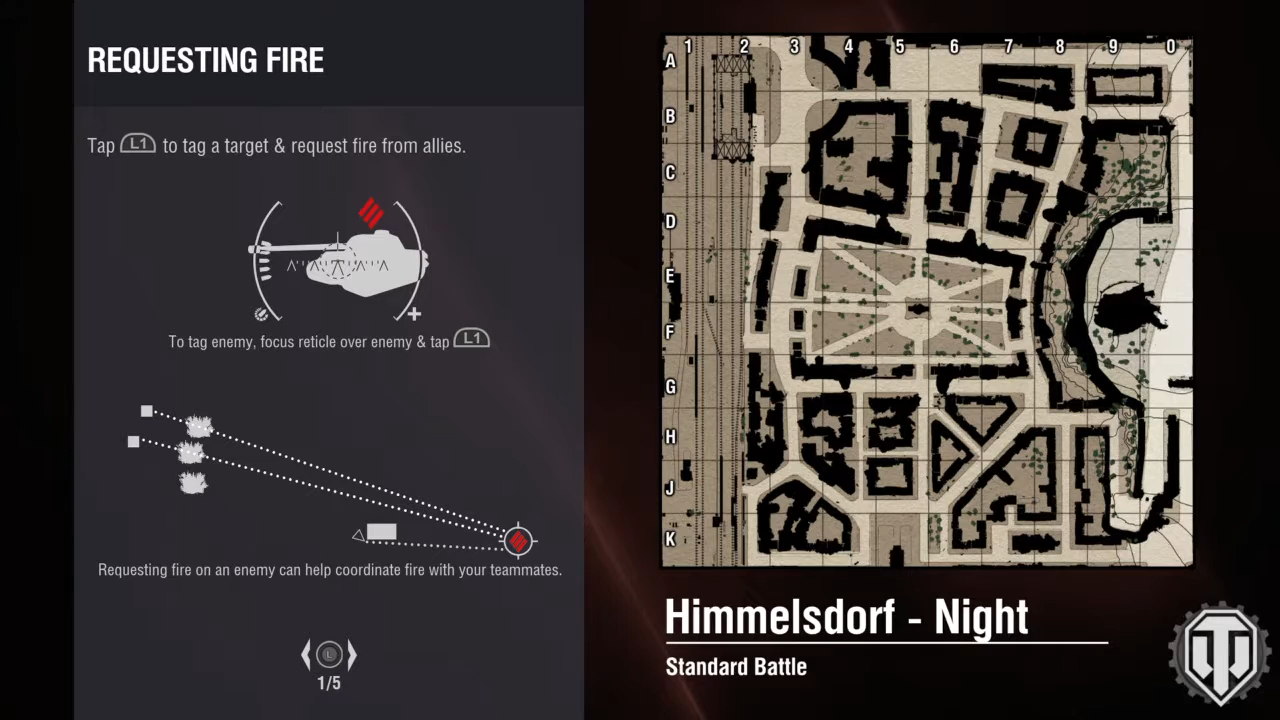 REQUESTING FIRE
Tap L1 to tag a target & request fire from allies.
To tag enemy, focus reticle over enemy & tap L1
Requesting fire on an enemy can help coordinate fire with your teammates.
L
1/5
1 2 3 4 5 6 7 8 9 0
A
B
C
D
E
F
G
H
J
K
Himmelsdorf - Night
Standard Battle